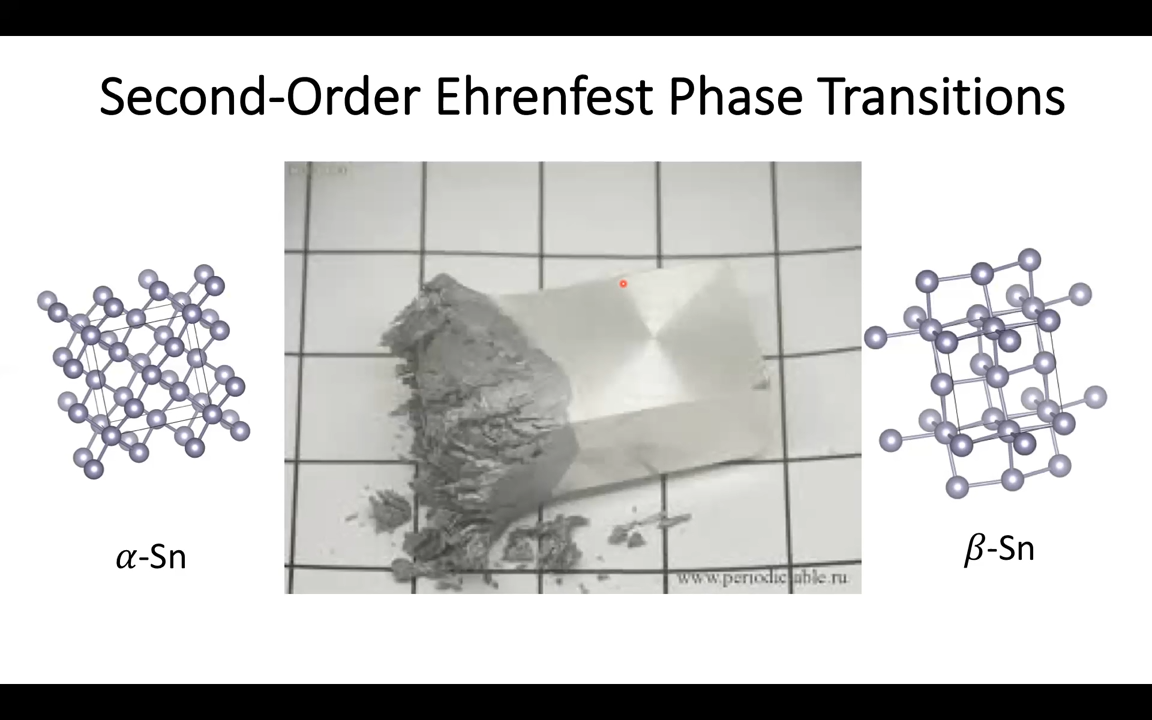 Second-Order Ehrenfest Phase Transitions
α-Sn
β-Sn
www.periodictable.ru